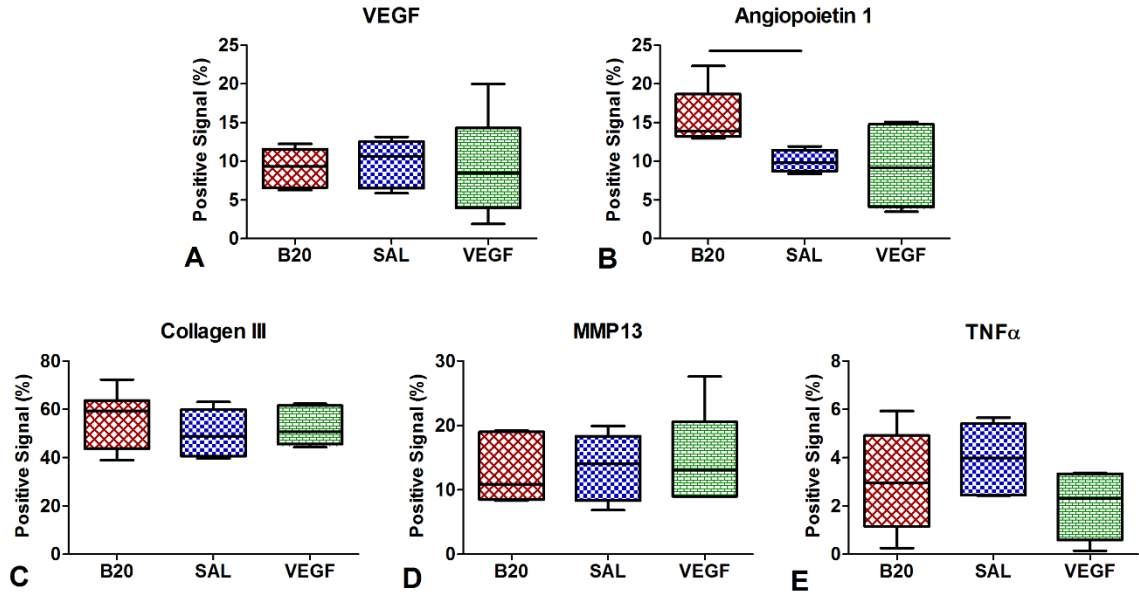 VEGF
Positive Signal (%)
25
20
15
10
5
0
B20 SAL VEGF
A
Angiopoietin 1
Positive Signal (%)
25
20
15
10
5
0
B20 SAL VEGF
B
Collagen III
Positive Signal (%)
80
60
40
20
0
B20 SAL VEGF
C
MMP13
Positive Signal (%)
30
20
10
0
B20 SAL VEGF
D
TNFα
Positive Signal (%)
8
6
4
2
0
B20 SAL VEGF
E